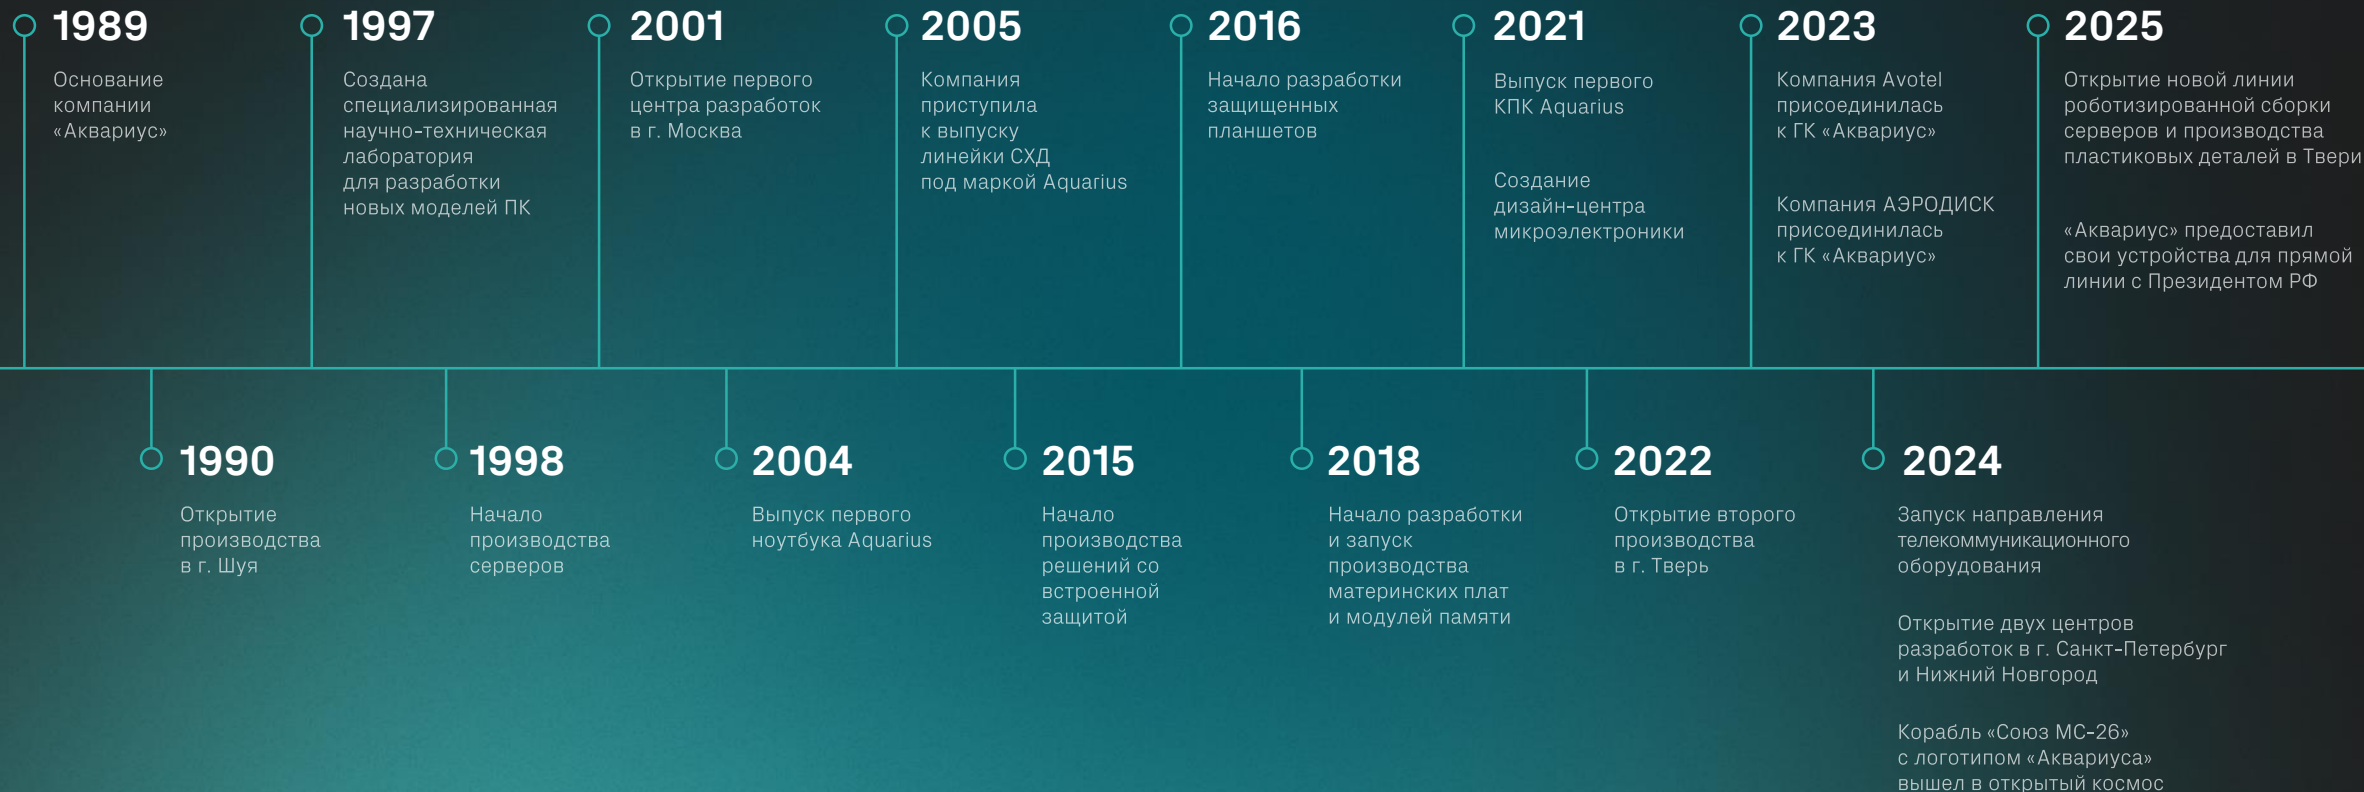 1989
Основание
компании
«Аквариус»
1997
Создана
специализированная
научно-техническая
лаборатория
для разработки
новых моделей ПК
2001
Открытие первого
центра разработок
в г. Москва
2005
Компания
приступила
к выпуску
линейки СХД
под маркой Aquarius
2016
Начало разработки
защищенных
планшетов
2021
Выпуск первого
КПК Aquarius
Создание
дизайн-центра
микроэлектроники
2023
Компания Avotel
присоединилась
к ГК «Аквариус»
Компания АЭРОДИСК
присоединилась
к ГК «Аквариус»
2025
Открытие новой линии
роботизированной сборки
серверов и производства
пластиковых деталей в Твери
«Аквариус» предоставил
свои устройства для прямой
линии с Президентом РФ
1990
Открытие
производства
в г. Шуя
1998
Начало
производства
серверов
2004
Выпуск первого
ноутбука Aquarius
2015
Начало
производства
решений со
встроенной
защитой
2018
Начало разработки
и запуск
производства
материнских плат
и модулей памяти
2022
Открытие второго
производства
в г. Тверь
2024
Запуск направления
телекоммуникационного
оборудования
Открытие двух центров
разработок в г. Санкт-Петербург
и Нижний Новгород
Корабль «Союз МС-26»
с логотипом «Аквариуса»
вышел в открытый космос